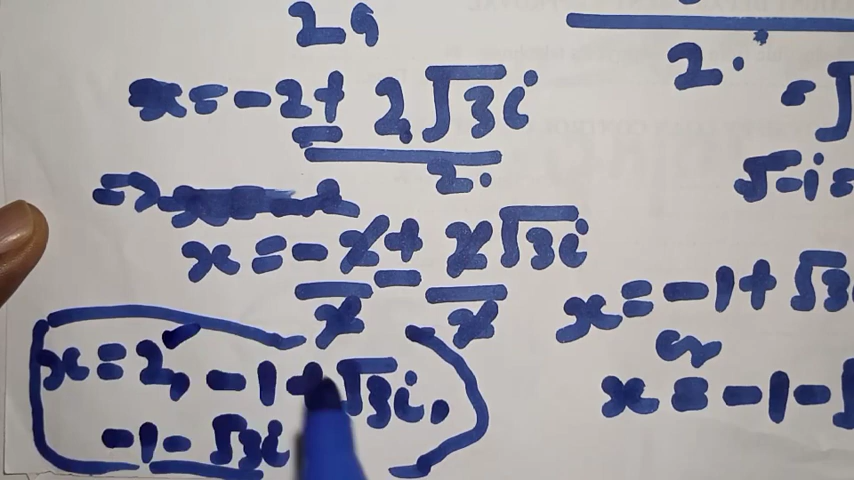 2a
x = -2 ± 2√3i
2.
=>
x = - 2 ± 2√3i
2 2
x = 2, -1 + √3i,
-1 - √3i
2.
= √
√-i =
x = -1 + √3i
or
x = -1 - √